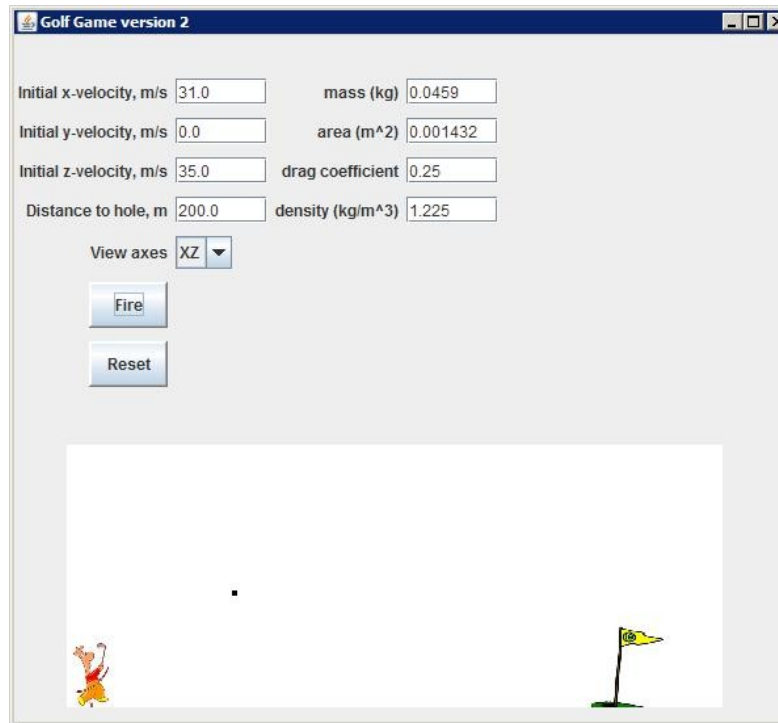 Golf Game version 2
Initial x-velocity, m/s 31.0 mass (kg) 0.0459
Initial y-velocity, m/s 0.0 area (m^2) 0.001432
Initial z-velocity, m/s 35.0 drag coefficient 0.25
Distance to hole, m 200.0 density (kg/m^3) 1.225
View axes XZ
Fire
Reset